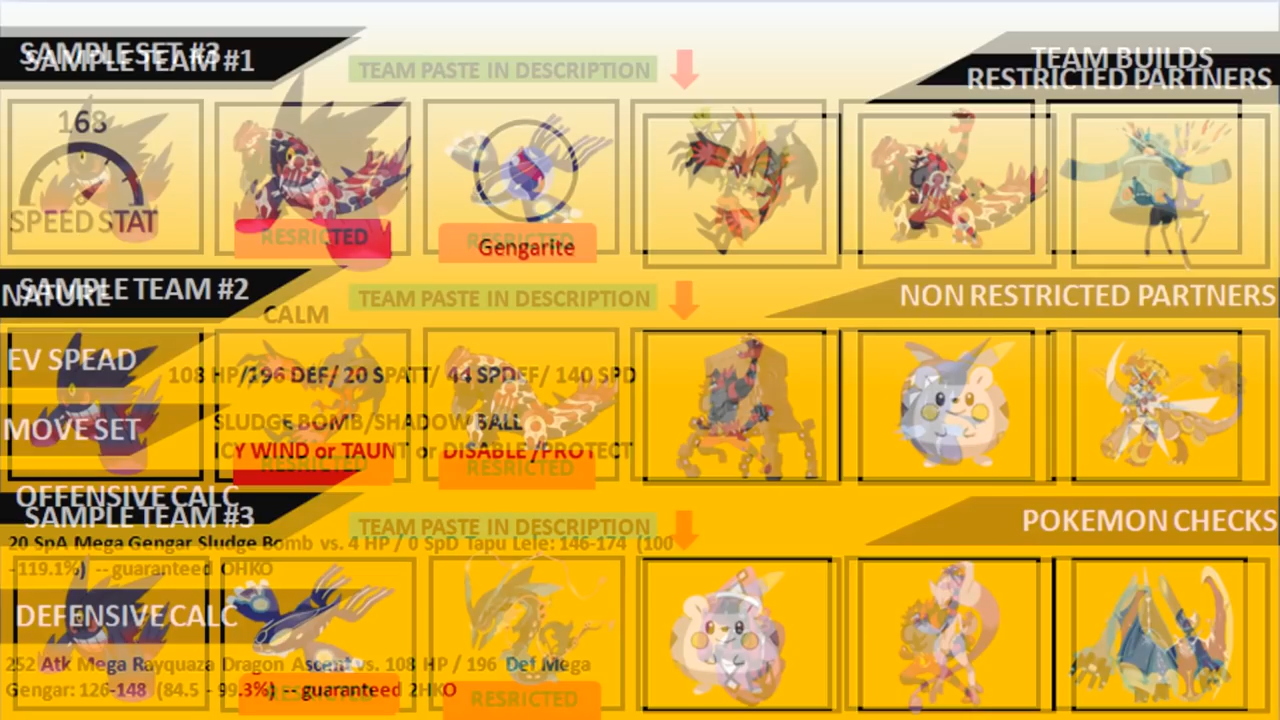 SAMPLE SET #3
SAMPLE TEAM #1
TEAM PASTE IN DESCRIPTION
TEAM BUILDS
RESTRICTED PARTNERS
168
SPEED STAT
RESRICTED
RESRICTED
Gengarite
NATURE
SAMPLE TEAM #2
CALM
TEAM PASTE IN DESCRIPTION
NON RESTRICTED PARTNERS
EV SPEAD
108 HP/196 DEF/ 20 SPATT/ 44 SPDEF/ 140 SPD
MOVE SET
SLUDGE BOMB/SHADOW BALL
ICY WIND or TAUNT or DISABLE /PROTECT
RESRICTED
RESRICTED
OFFENSIVE CALC
SAMPLE TEAM #3
TEAM PASTE IN DESCRIPTION
POKEMON CHECKS
20 SpA Mega Gengar Sludge Bomb vs. 4 HP / 0 SpD Tapu Lele: 146-174 (100
-119.1%) -- guaranteed OHKO
DEFENSIVE CALC
252 Atk Mega Rayquaza Dragon Ascent vs. 108 HP / 196 Def Mega
Gengar: 126-148 (84.5 - 99.3%) -- guaranteed 2HKO
RESRICTED
RESRICTED